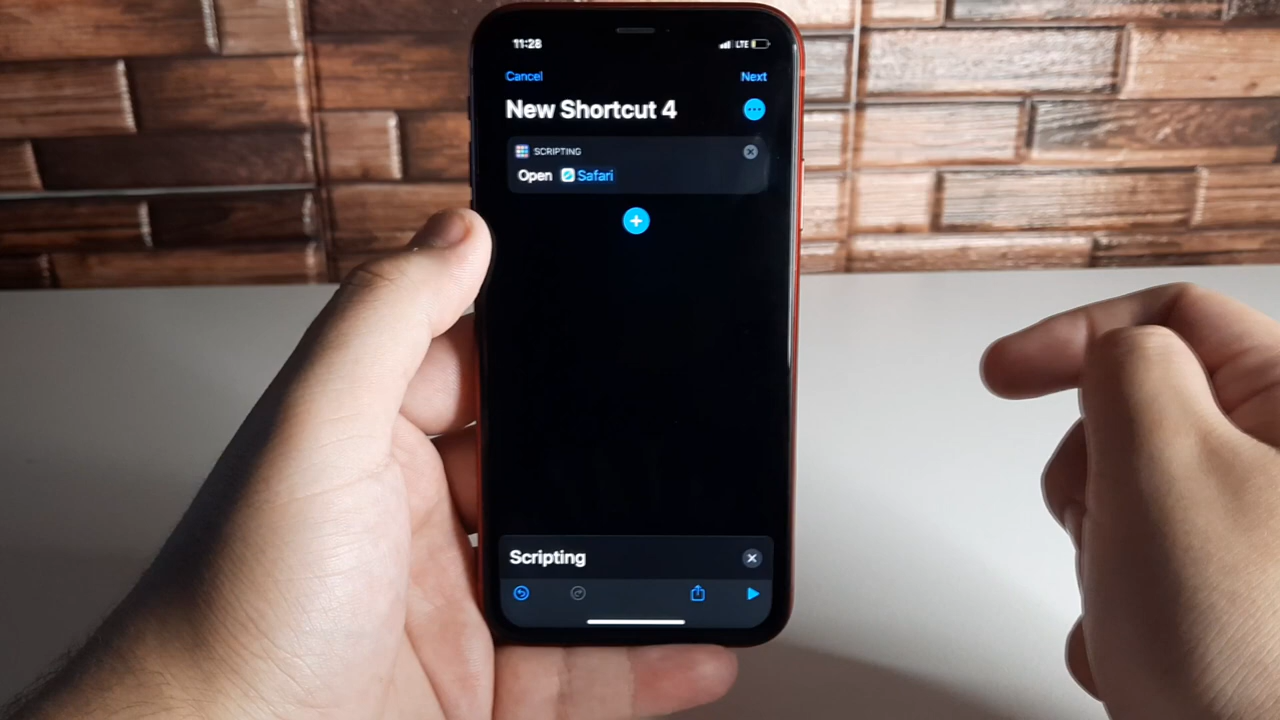 11:28 LTE
Cancel Next
New Shortcut 4
SCRIPTING
Open Safari
Scripting